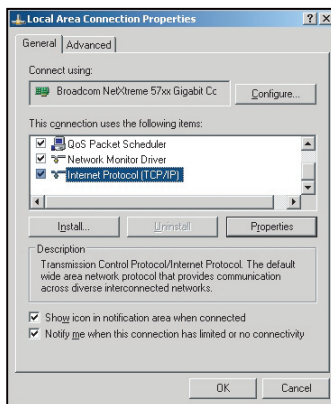 Local Area Connection Properties
General Advanced
Connect using:
Broadcom NetXtreme 57xx Gigabit Cc
Configure...
This connection uses the following items:
QoS Packet Scheduler
Network Monitor Driver
Internet Protocol (TCP/IP)
Install... Uninstall Properties
Description
Transmission Control Protocol/Internet Protocol. The default
wide area network protocol that provides communication
across diverse interconnected networks.
Show icon in notification area when connected
Notify me when this connection has limited or no connectivity
OK Cancel